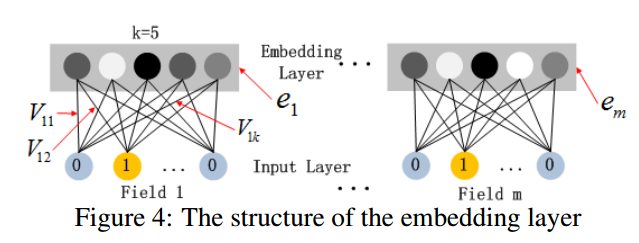 k=5
Embedding
Layer
...
e1
em
V11
V12
V1k
0 1 ... 0
Input Layer
...
0 1 ... 0
Field 1
Field m
Figure 4: The structure of the embedding layer